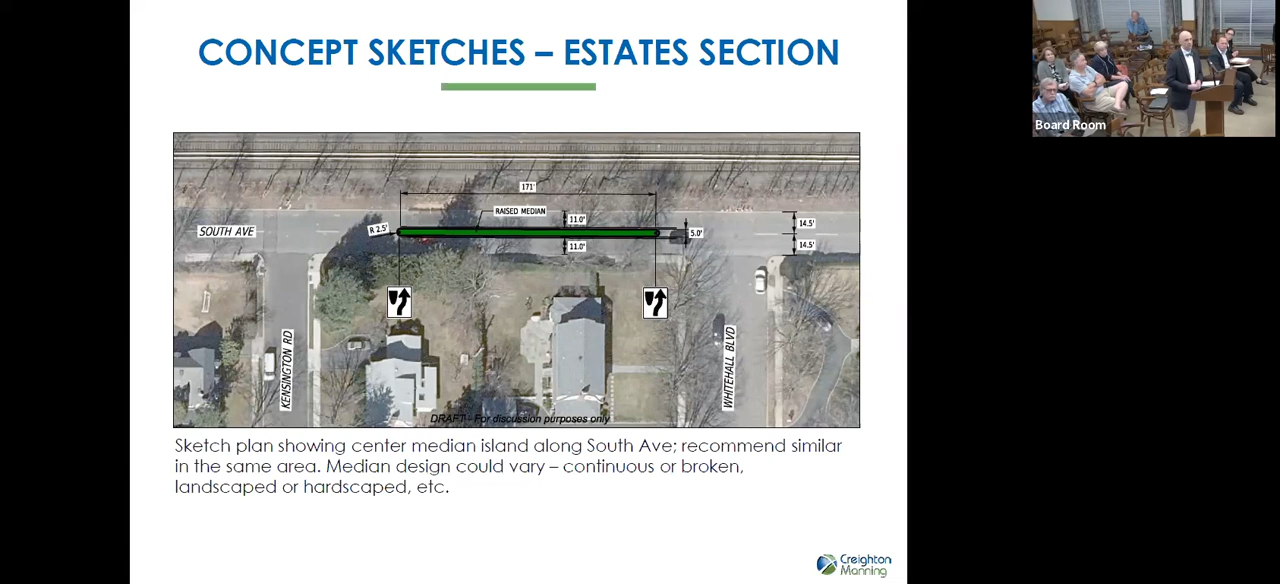 CONCEPT SKETCHES – ESTATES SECTION
Board Room
171'
RAISED MEDIAN
11.0'
14.5'
SOUTH AVE
R 2.5'
5.0'
11.0'
14.5'
KENSINGTON RD
WHITEHALL BLVD
DRAFT - For discussion purposes only
Sketch plan showing center median island along South Ave; recommend similar
in the same area. Median design could vary – continuous or broken,
landscaped or hardscaped, etc.
Creighton
Manning